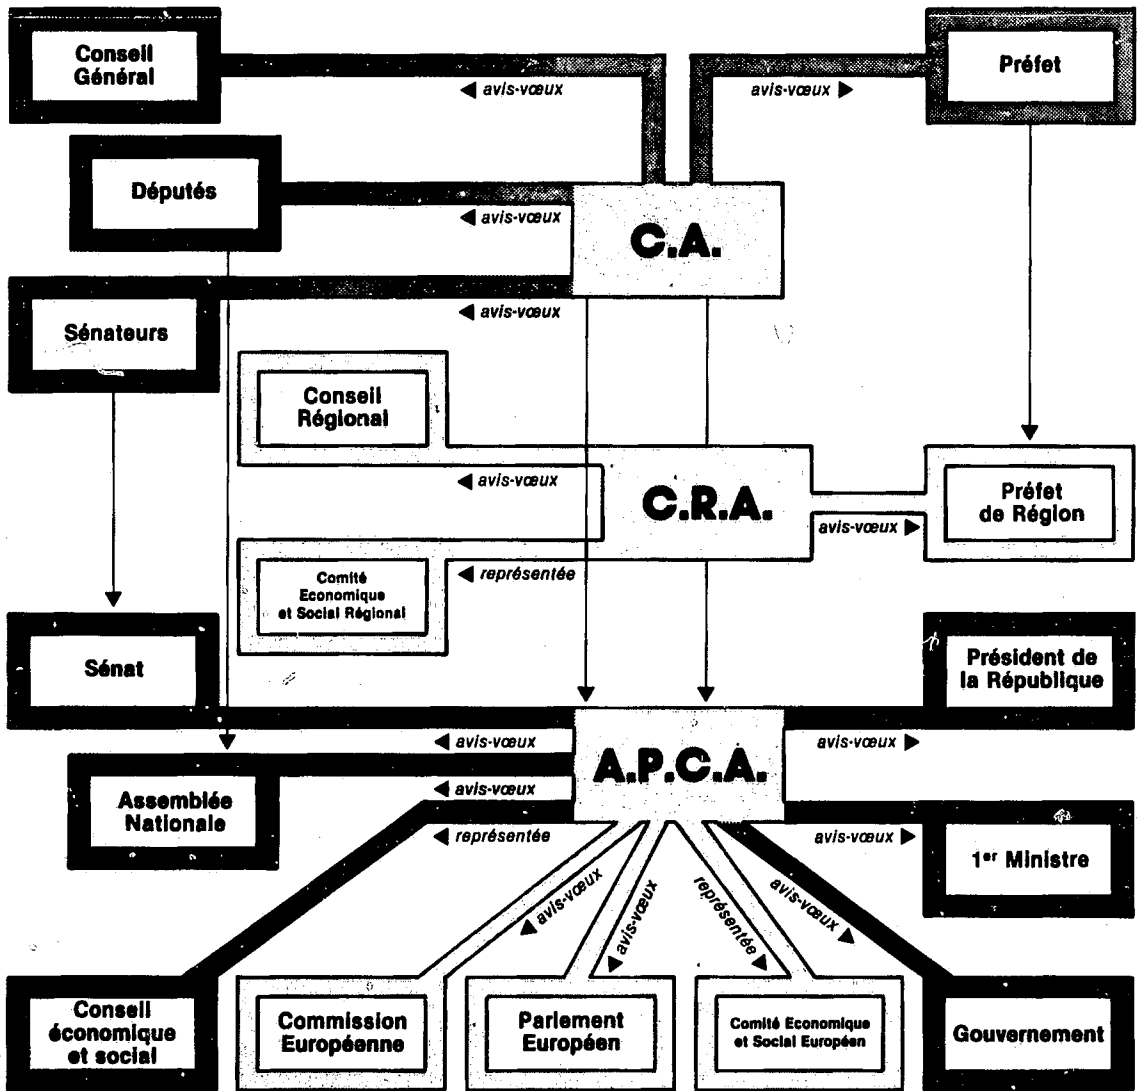 Conseil
Général
Préfet
◄ avis-vœux
avis-vœux ►
Députés
◄ avis-vœux
C.A.
Sénateurs
◄ avis-vœux
Conseil
Régional
◄ avis-vœux
C.R.A.
Préfet
de Région
avis-vœux ►
◄ représentée
Comité
Economique
et Social Régional
Sénat
Président de
la République
◄ avis-vœux
avis-vœux ►
A.P.C.A.
Assemblée
Nationale
◄ avis-vœux
◄ représentée
avis-vœux ►
1er Ministre
◄ avis-vœux
◄ avis-vœux
représentée ►
avis-vœux ►
Conseil
économique
et social
Commission
Européenne
Parlement
Européen
Comité Economique
et Social Européen
Gouvernement